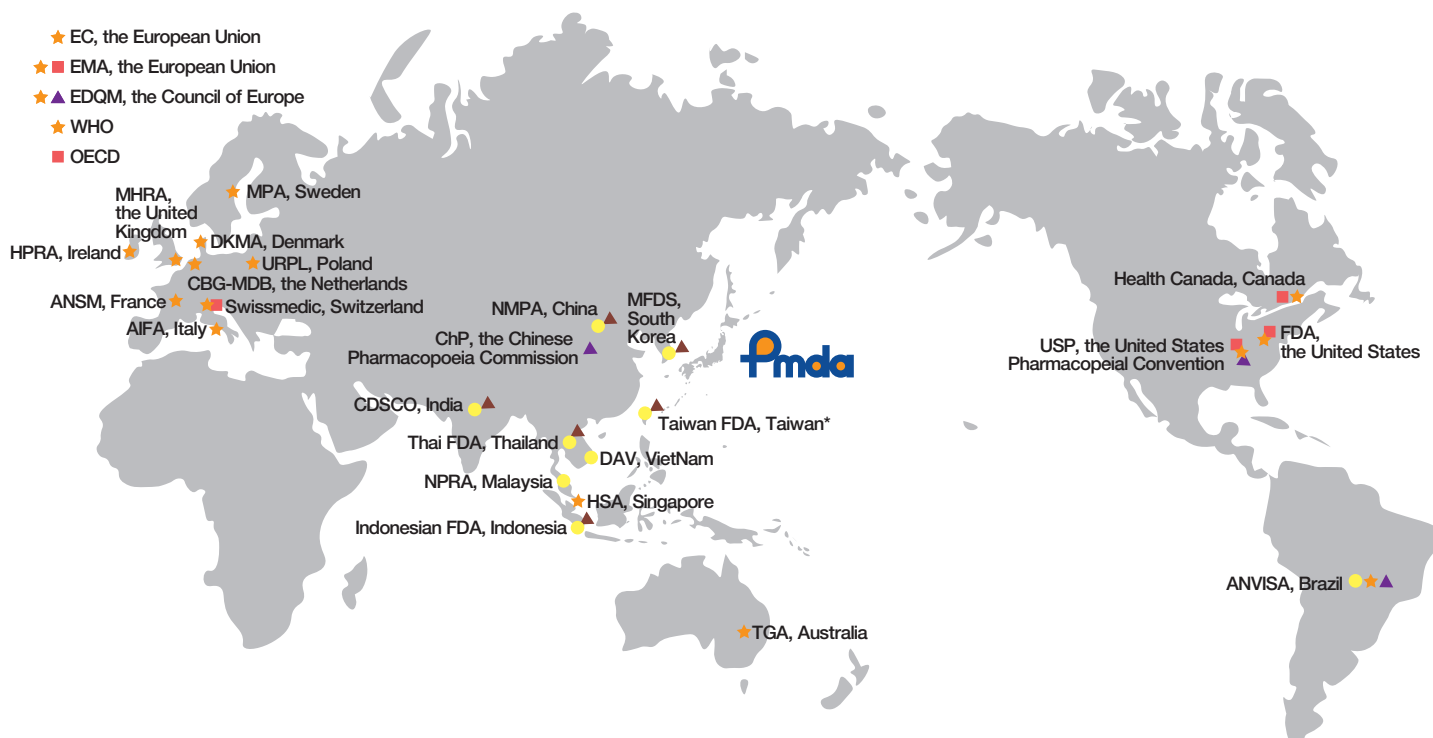 EC, the European Union
EMA, the European Union
EDQM, the Council of Europe
WHO
OECD
MHRA,
the United
Kingdom
MPA, Sweden
HPRA, Ireland
DKMA, Denmark
URPL, Poland
CBG-MDB, the Netherlands
ANSM, France
Swissmedic, Switzerland
AIFA, Italy
NMPA, China
MFDS,
South
Korea
ChP, the Chinese
Pharmacopoeia Commission
pmda
CDSCO, India
Taiwan FDA, Taiwan*
Thai FDA, Thailand
DAV, VietNam
NPRA, Malaysia
HSA, Singapore
Indonesian FDA, Indonesia
TGA, Australia
Health Canada, Canada
FDA,
the United States
USP, the United States
Pharmacopeial Convention
ANVISA, Brazil